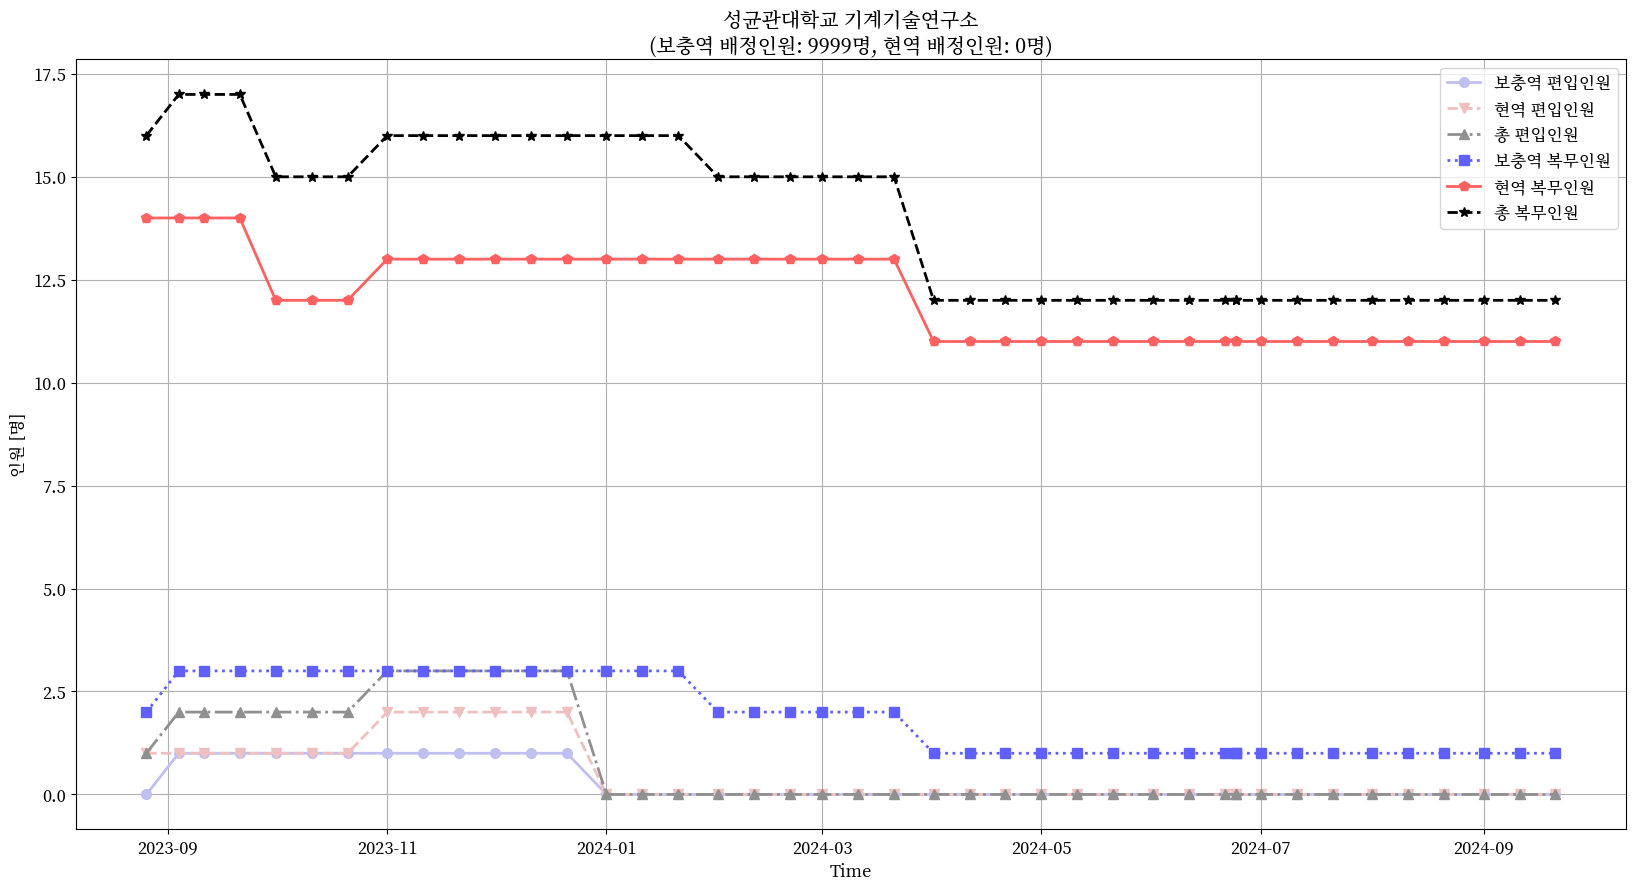 성균관대학교 기계기술연구소
(보충역 배정인원: 9999명, 현역 배정인원: 0명)
17.5
15.0
12.5
10.0
7.5
5.0
2.5
0.0
인원 [명]
보충역 편입인원
현역 편입인원
총 편입인원
보충역 복무인원
현역 복무인원
총 복무인원
2023-09
2023-11
2024-01
2024-03
2024-05
2024-07
2024-09
Time